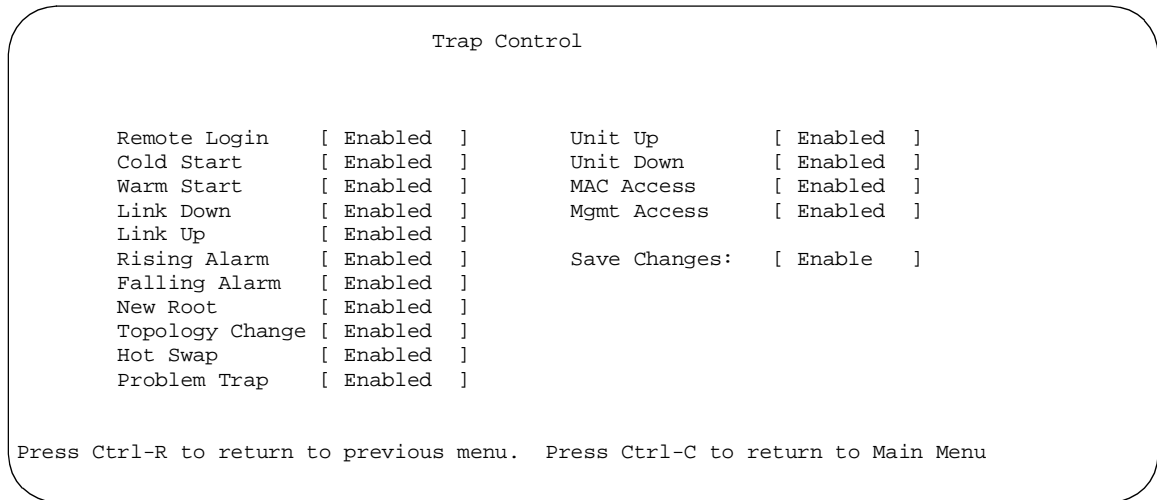 Trap Control
Remote Login [ Enabled ] Unit Up [ Enabled ]
Cold Start [ Enabled ] Unit Down [ Enabled ]
Warm Start [ Enabled ] MAC Access [ Enabled ]
Link Down [ Enabled ] Mgmt Access [ Enabled ]
Link Up [ Enabled ]
Rising Alarm [ Enabled ] Save Changes: [ Enable ]
Falling Alarm [ Enabled ]
New Root [ Enabled ]
Topology Change [ Enabled ]
Hot Swap [ Enabled ]
Problem Trap [ Enabled ]
Press Ctrl-R to return to previous menu. Press Ctrl-C to return to Main Menu